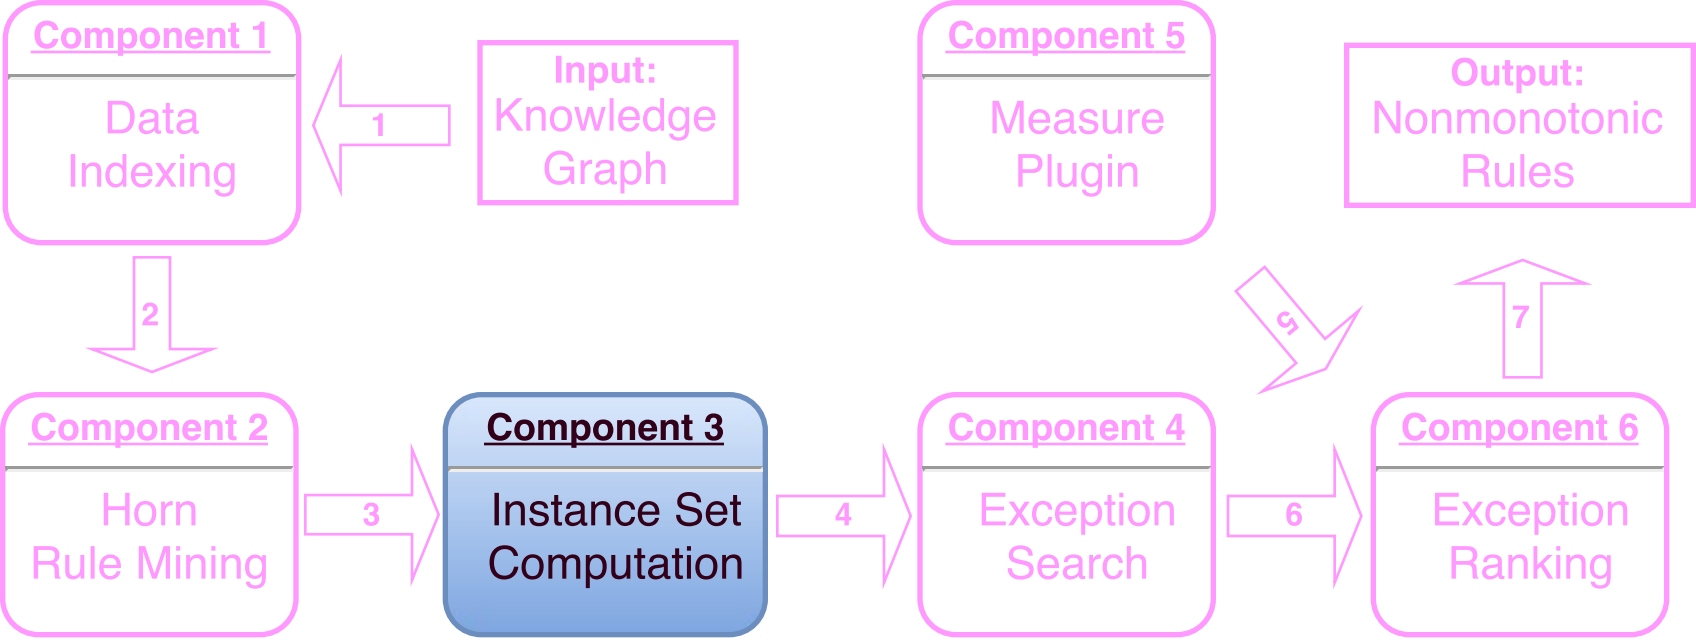 Component 1
Data
Indexing
1
Input:
Knowledge
Graph
Component 5
Measure
Plugin
Output:
Nonmonotonic
Rules
2
5
7
Component 2
Horn
Rule Mining
3
Component 3
Instance Set
Computation
4
Component 4
Exception
Search
6
Component 6
Exception
Ranking